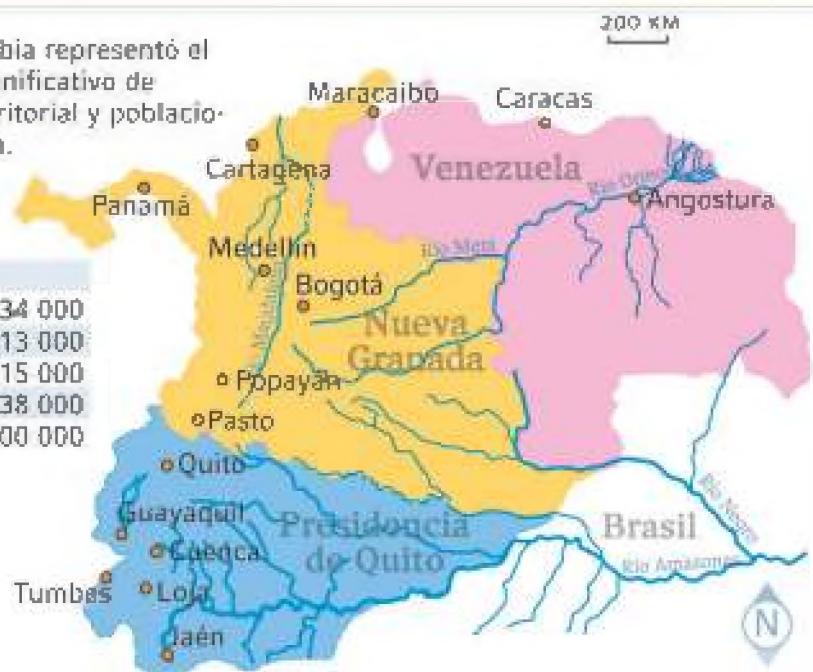 200 KM
bia representó el
nificativo de
ritorial y poblacio-
34 000
13 000
15 000
38 000
00 000
Maracaibo
Caracas
Cartagena
Venezuela
Panamá
Angostura
Medellín
Río Meta
Bogotá
Nueva
Granada
Popayán
Pasto
Quito
Guayaquil
Presidencia
de Quito
Cuenca
Brasil
Río Negro
Río Amazonas
Tumbes
Loja
Jaén
N